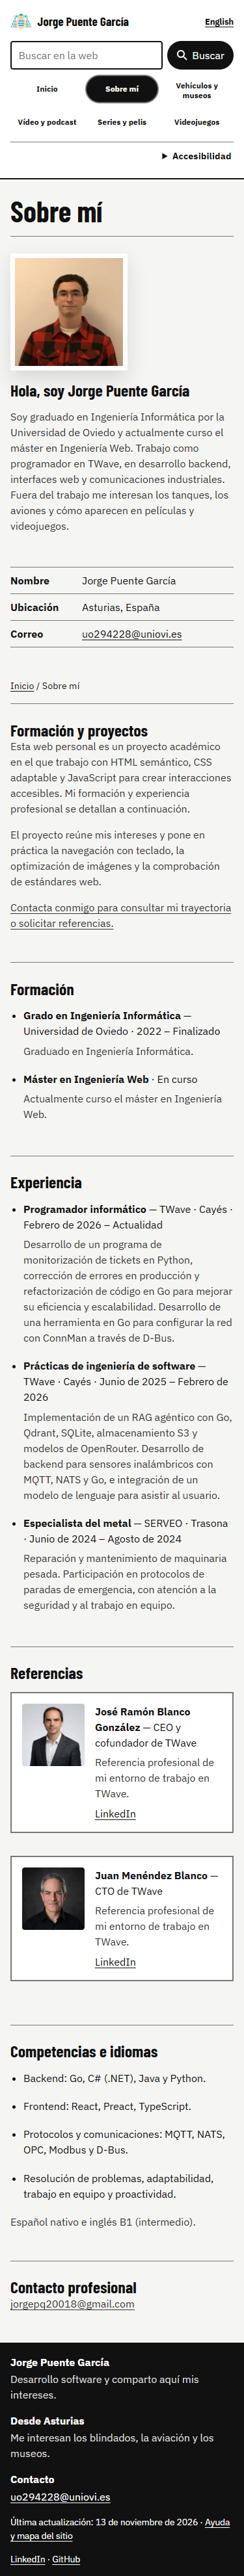 Jorge Puente García
English
Buscar en la web
Buscar
Inicio
Sobre mí
Vehículos y
museos
Vídeo y podcast
Series y pelis
Videojuegos
▶ Accesibilidad
Sobre mí
Hola, soy Jorge Puente García
Soy graduado en Ingeniería Informática por la
Universidad de Oviedo y actualmente curso el
máster en Ingeniería Web. Trabajo como
programador en TWave, en desarrollo backend,
interfaces web y comunicaciones industriales.
Fuera del trabajo me interesan los tanques, los
aviones y cómo aparecen en películas y
videojuegos.
Nombre Jorge Puente García
Ubicación Asturias, España
Correo uo294228@uniovi.es
Inicio / Sobre mí
Formación y proyectos
Esta web personal es un proyecto académico
en el que trabajo con HTML semántico, CSS
adaptable y JavaScript para crear interacciones
accesibles. Mi formación y experiencia
profesional se detallan a continuación.
El proyecto reúne mis intereses y pone en
práctica la navegación con teclado, la
optimización de imágenes y la comprobación
de estándares web.
Contacta conmigo para consultar mi trayectoria
o solicitar referencias.
Formación
• Grado en Ingeniería Informática —
Universidad de Oviedo · 2022 – Finalizado
Graduado en Ingeniería Informática.
• Máster en Ingeniería Web · En curso
Actualmente curso el máster en Ingeniería
Web.
Experiencia
• Programador informático — TWave · Cayés ·
Febrero de 2026 – Actualidad
Desarrollo de un programa de
monitorización de tickets en Python,
corrección de errores en producción y
refactorización de código en Go para mejorar
su eficiencia y escalabilidad. Desarrollo de
una herramienta en Go para configurar la red
con ConnMan a través de D-Bus.
• Prácticas de ingeniería de software —
TWave · Cayés · Junio de 2025 – Febrero de
2026
Implementación de un RAG agéntico con Go,
Qdrant, SQLite, almacenamiento S3 y
modelos de OpenRouter. Desarrollo de
backend para sensores inalámbricos con
MQTT, NATS y Go, e integración de un
modelo de lenguaje para asistir al usuario.
• Especialista del metal — SERVEO · Trasona
· Junio de 2024 – Agosto de 2024
Reparación y mantenimiento de maquinaria
pesada. Participación en protocolos de
paradas de emergencia, con atención a la
seguridad y al trabajo en equipo.
Referencias
José Ramón Blanco
González — CEO y
cofundador de TWave
Referencia profesional de
mi entorno de trabajo en
TWave.
LinkedIn
Juan Menéndez Blanco —
CTO de TWave
Referencia profesional de
mi entorno de trabajo en
TWave.
LinkedIn
Competencias e idiomas
• Backend: Go, C# (.NET), Java y Python.
• Frontend: React, Preact, TypeScript.
• Protocolos y comunicaciones: MQTT, NATS,
OPC, Modbus y D-Bus.
• Resolución de problemas, adaptabilidad,
trabajo en equipo y proactividad.
Español nativo e inglés B1 (intermedio).
Contacto profesional
jorgepq20018@gmail.com
Jorge Puente García
Desarrollo software y comparto aquí mis
intereses.
Desde Asturias
Me interesan los blindados, la aviación y los
museos.
Contacto
uo294228@uniovi.es
Última actualización: 13 de noviembre de 2026 · Ayuda
y mapa del sitio
LinkedIn · GitHub